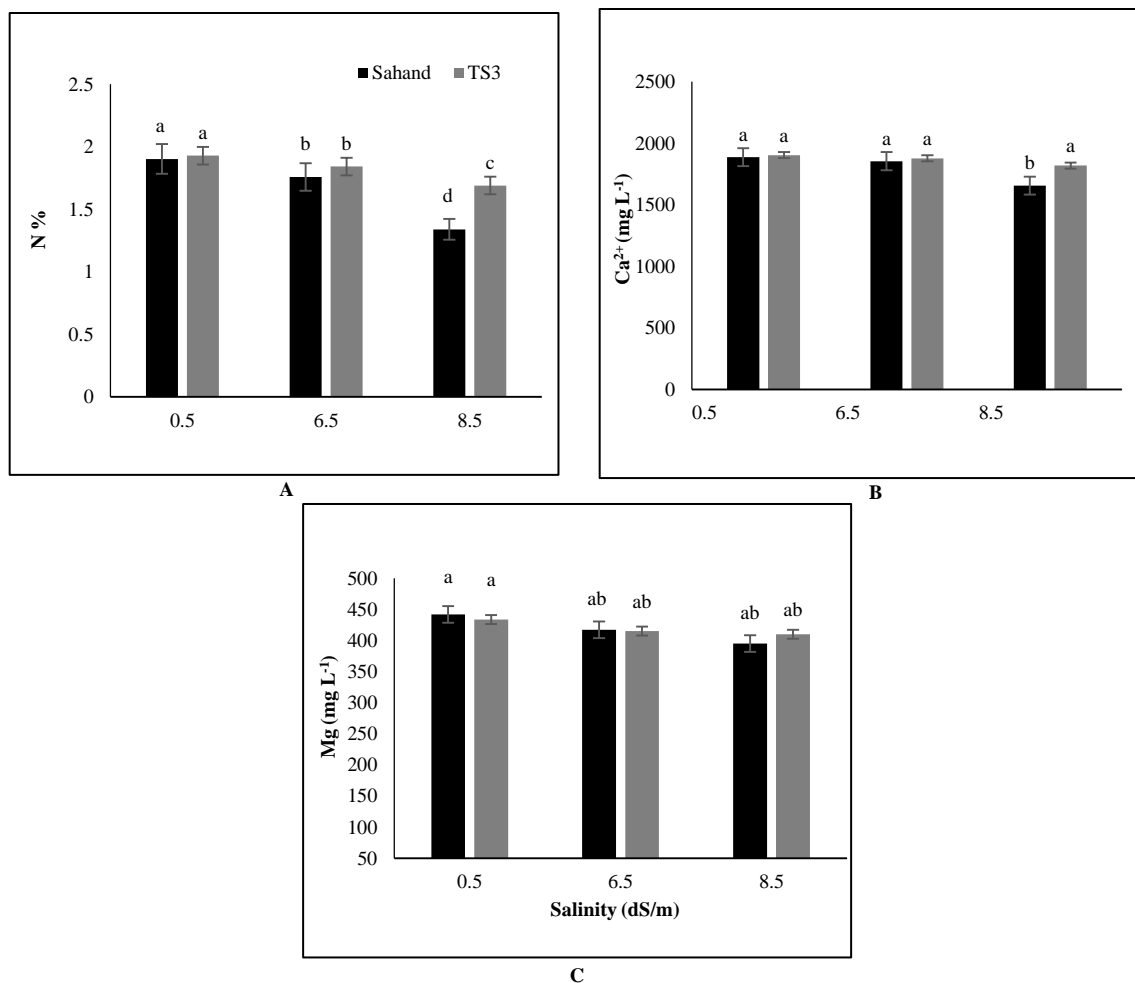 Sahand TS3
2.5
2
1.5
1
0.5
0
N %
a a b b d c
0.5 6.5 8.5
A
2500
2000
1500
1000
500
0
Ca²⁺ (mg L⁻¹)
a a a a b a
0.5 6.5 8.5
B
500
450
400
350
300
250
200
150
100
50
Mg (mg L⁻¹)
a a ab ab ab ab
0.5 6.5 8.5
Salinity (dS/m)
C